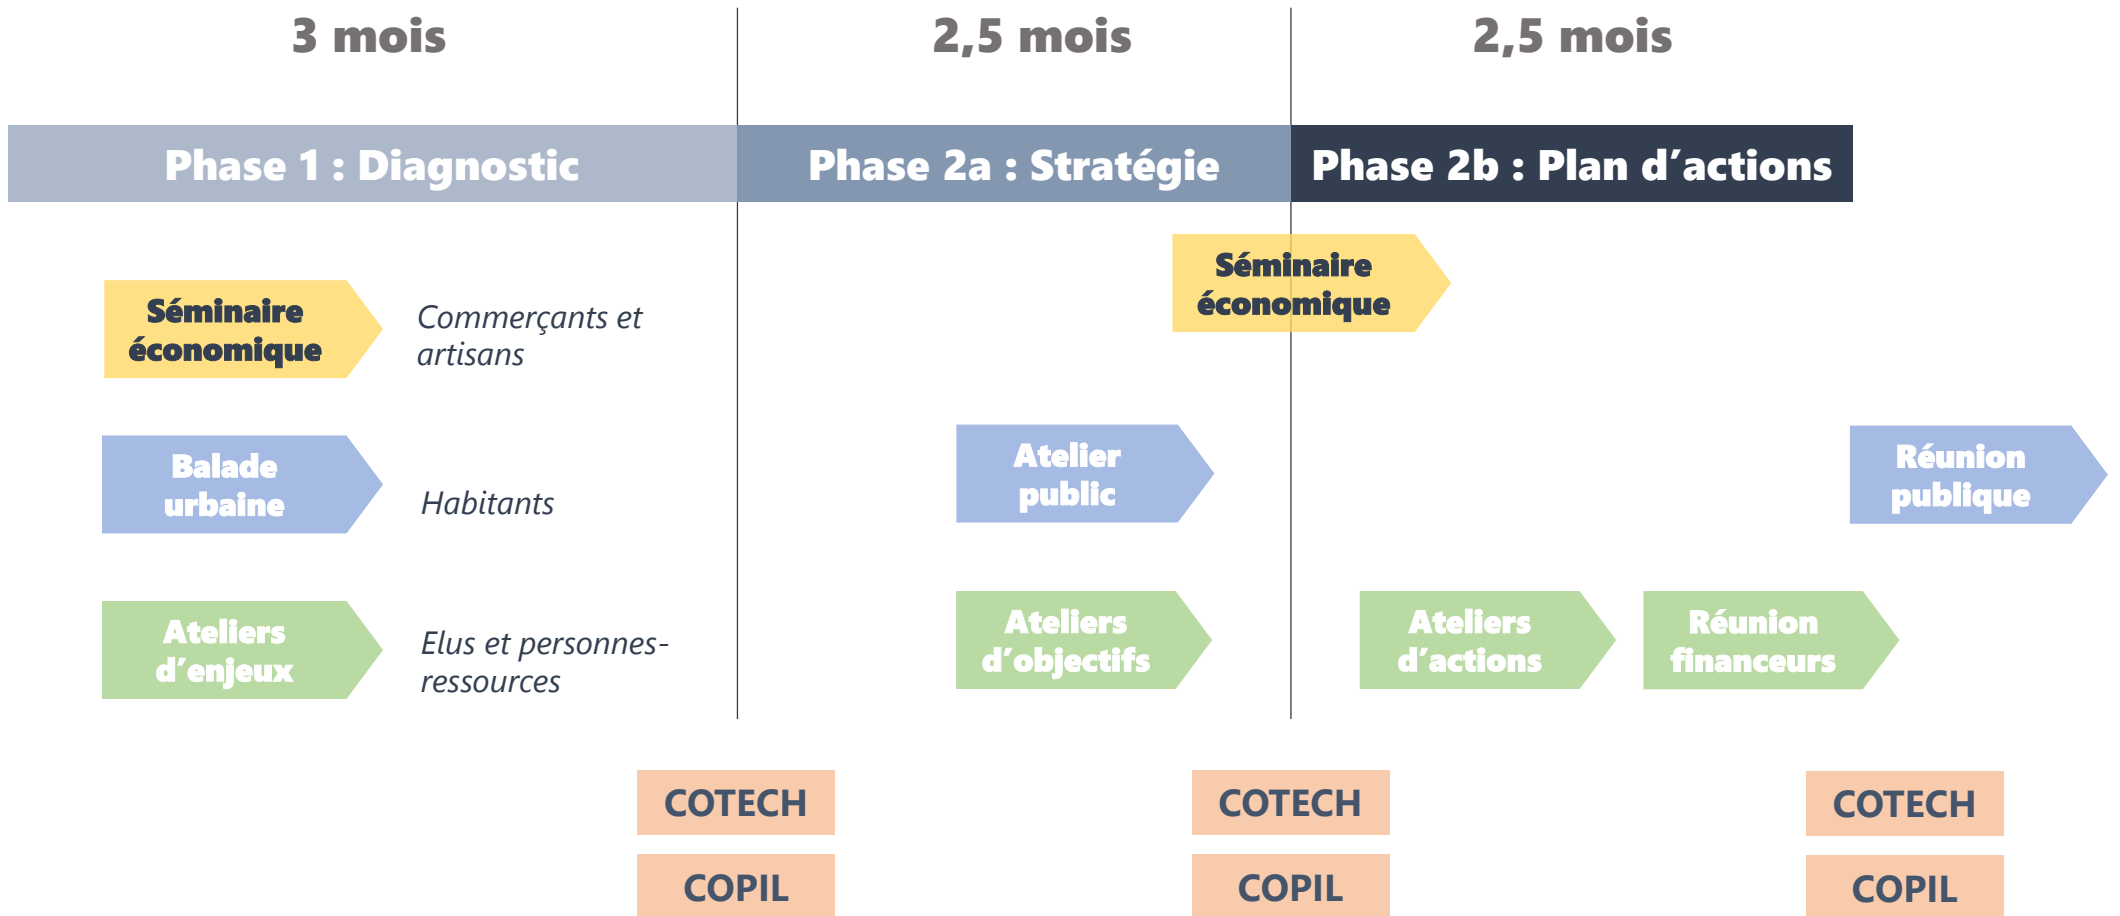 3 mois
2,5 mois
2,5 mois
Phase 1 : Diagnostic
Phase 2a : Stratégie
Phase 2b : Plan d’actions
Séminaire
économique
Commerçants et
artisans
Séminaire
économique
Balade
urbaine
Habitants
Atelier
public
Réunion
publique
Ateliers
d’enjeux
Elus et personnes-
ressources
Ateliers
d’objectifs
Ateliers
d’actions
Réunion
financeurs
COTECH
COTECH
COTECH
COPIL
COPIL
COPIL